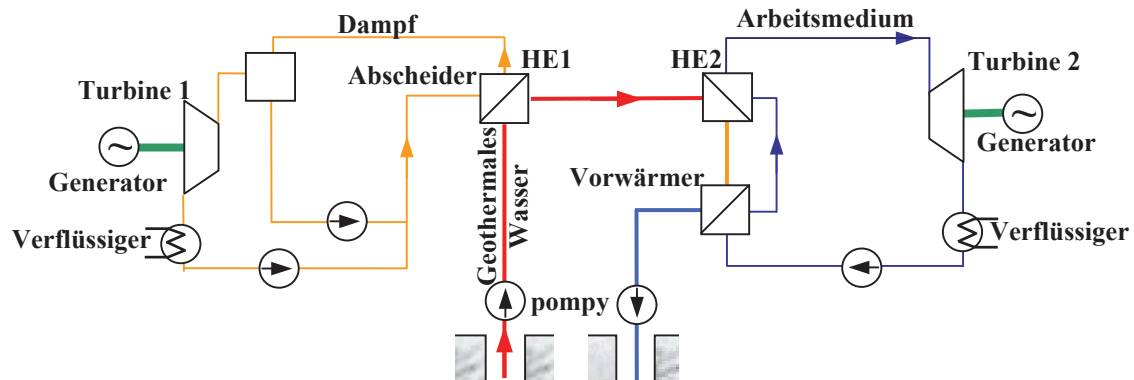 Dampf
HE1
HE2
Arbeitsmedium
Abscheider
Turbine 1
Turbine 2
~
~
Generator
Generator
Geothermales
Wasser
Vorwärmer
Verflüssiger
Verflüssiger
pompy